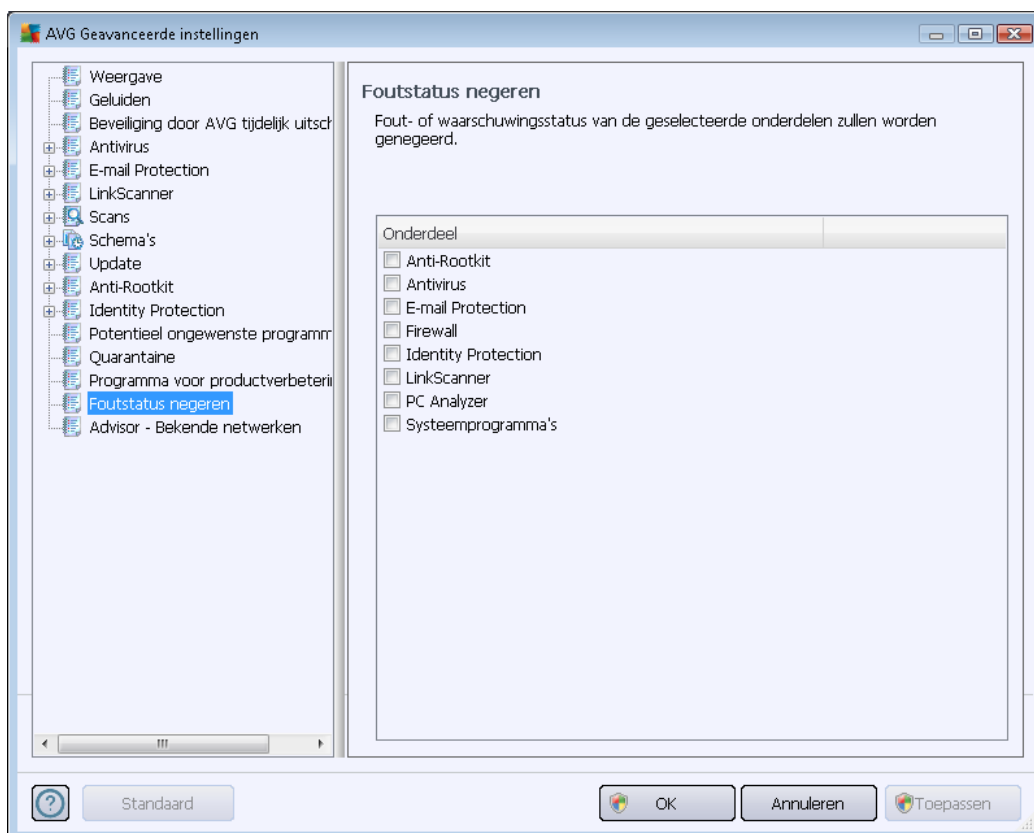 AVG Geavanceerde instellingen
Weergave
Geluiden
Beveiliging door AVG tijdelijk uitsch
Antivirus
E-mail Protection
LinkScanner
Scans
Schema's
Update
Anti-Rootkit
Identity Protection
Potentieel ongewenste programm
Quarantaine
Programma voor productverbeterin
Foutstatus negeren
Advisor - Bekende netwerken
Foutstatus negeren
Fout- of waarschuwingsstatus van de geselecteerde onderdelen zullen worden
genegeerd.
Onderdeel
Anti-Rootkit
Antivirus
E-mail Protection
Firewall
Identity Protection
LinkScanner
PC Analyzer
Systeemprogramma's
Standaard
OK
Annuleren
Toepassen